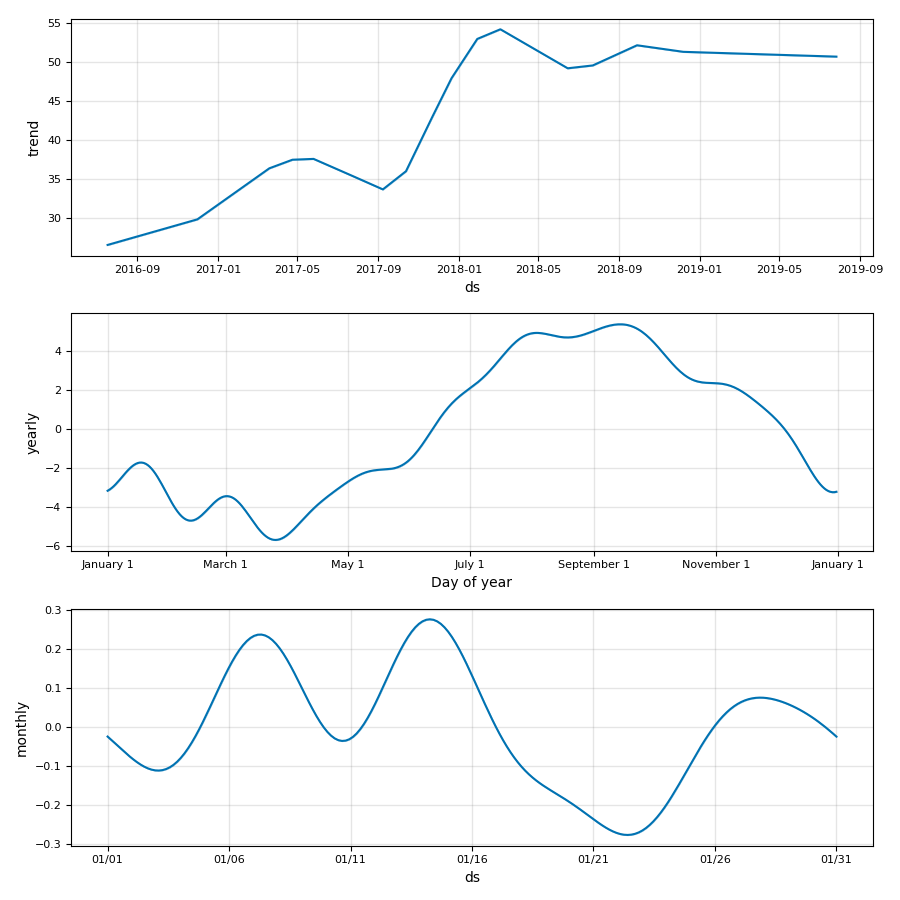 trend
55
50
45
40
35
30
2016-09 2017-01 2017-05 2017-09 2018-01 2018-05 2018-09 2019-01 2019-05 2019-09
ds
yearly
4
2
0
−2
−4
−6
January 1 March 1 May 1 July 1 September 1 November 1 January 1
Day of year
monthly
0.3
0.2
0.1
0.0
−0.1
−0.2
−0.3
01/01 01/06 01/11 01/16 01/21 01/26 01/31
ds